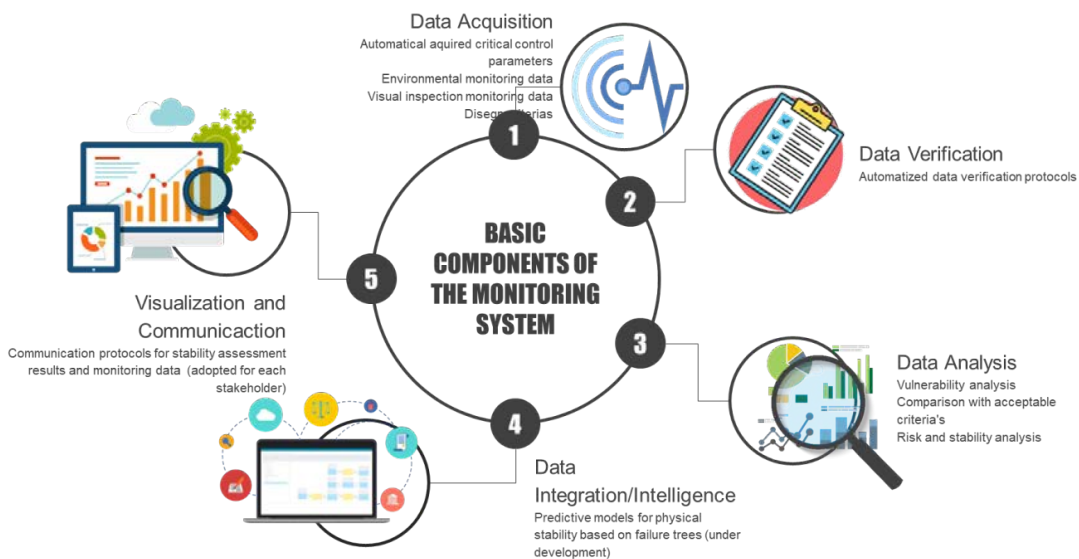 Data Acquisition
Automatical aquired critical control
parameters
Environmental monitoring data
Visual inspection monitoring data
1
2
Data Verification
Automatized data verification protocols
BASIC
COMPONENTS OF
THE MONITORING
SYSTEM
3
Data Analysis
Vulnerability analysis
Comparison with acceptable
criteria's
Risk and stability analysis
4
Data
Integration/Intelligence
Predictive models for physical
stability based on failure trees (under
development)
5
Visualization and
Communicaction
Communication protocols for stability assessment
results and monitoring data (adopted for each
stakeholder)